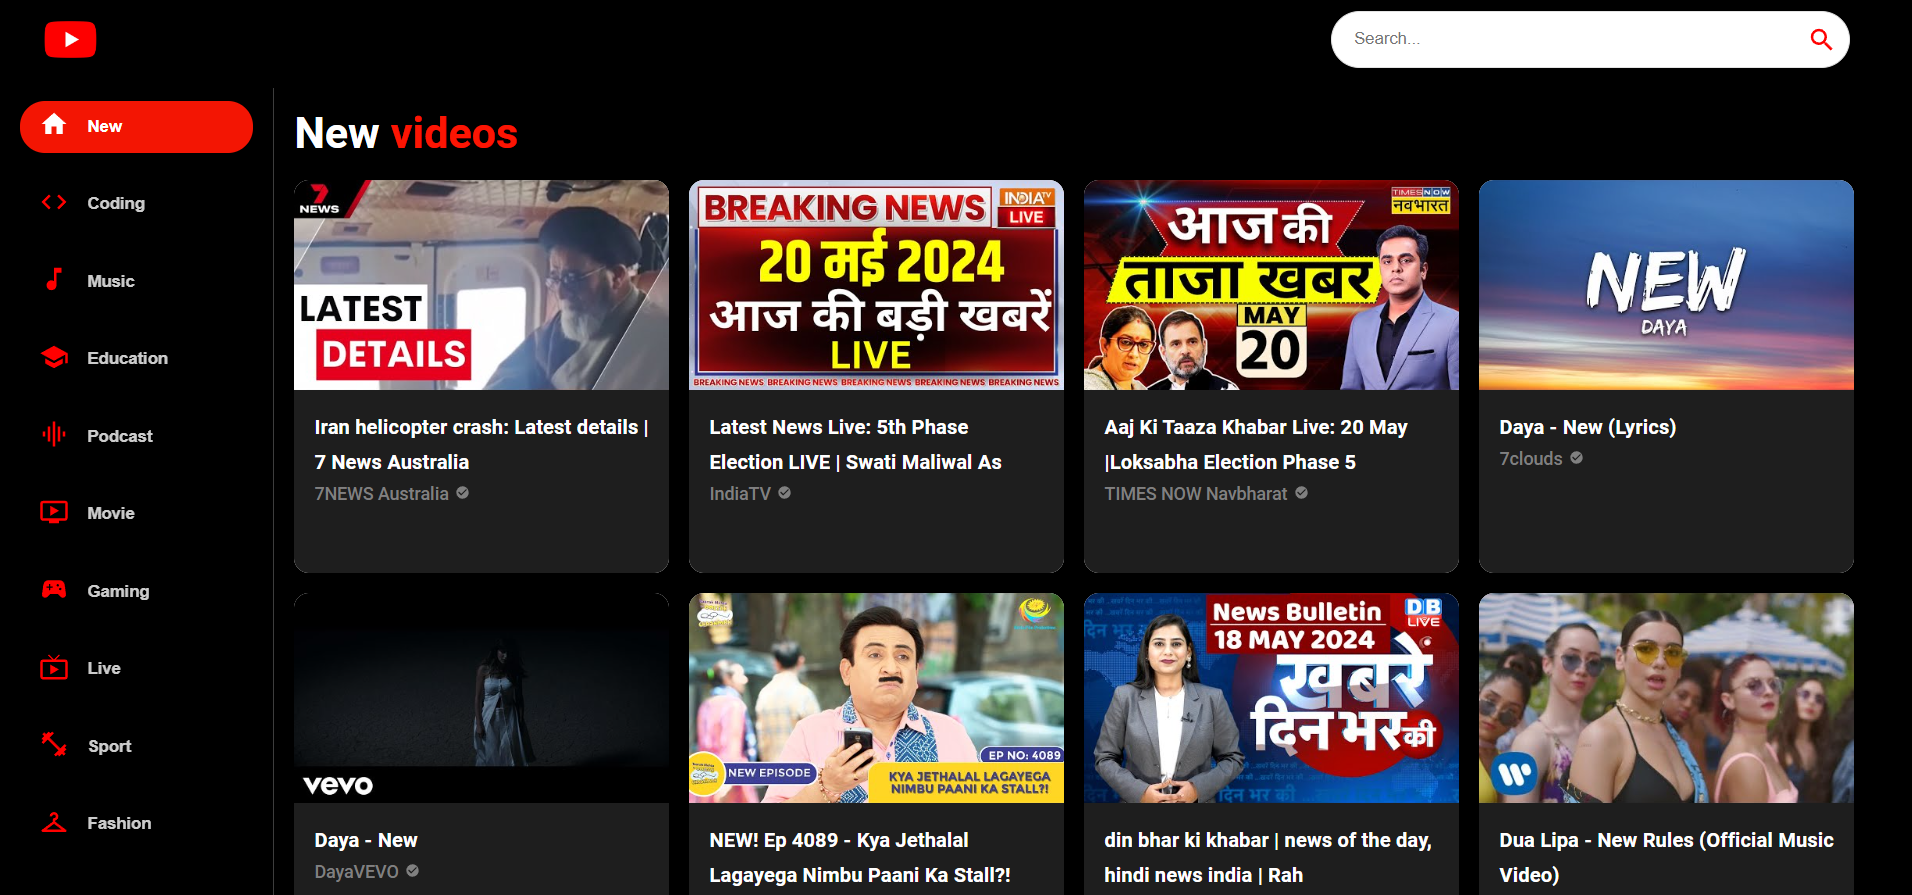 Search...
New
Coding
Music
Education
Podcast
Movie
Gaming
Live
Sport
Fashion
New videos
7
NEWS
LATEST
DETAILS
Iran helicopter crash: Latest details |
7 News Australia
7NEWS Australia
BREAKING NEWS
INDIA TV
LIVE
20 मई 2024
आज की बड़ी खबरें
LIVE
BREAKING NEWS BREAKING NEWS BREAKING NEWS BREAKING NEWS BREAKING NEWS
Latest News Live: 5th Phase
Election LIVE | Swati Maliwal As
IndiaTV
TIMES NOW
नवभारत
आज की
ताजा खबर
MAY
20
Aaj Ki Taaza Khabar Live: 20 May
|Loksabha Election Phase 5
TIMES NOW Navbharat
NEW
DAYA
Daya - New (Lyrics)
7clouds
vevo
Daya - New
DayaVEVO
EP NO: 4089
NEW EPISODE
KYA JETHALAL LAGAYEGA
NIMBU PAANI KA STALL?!
NEW! Ep 4089 - Kya Jethalal
Lagayega Nimbu Paani Ka Stall?!
News Bulletin
DB
LIVE
18 MAY 2024
खबरें
दिन भर की
din bhar ki khabar | news of the day,
hindi news india | Rah
Dua Lipa - New Rules (Official Music
Video)